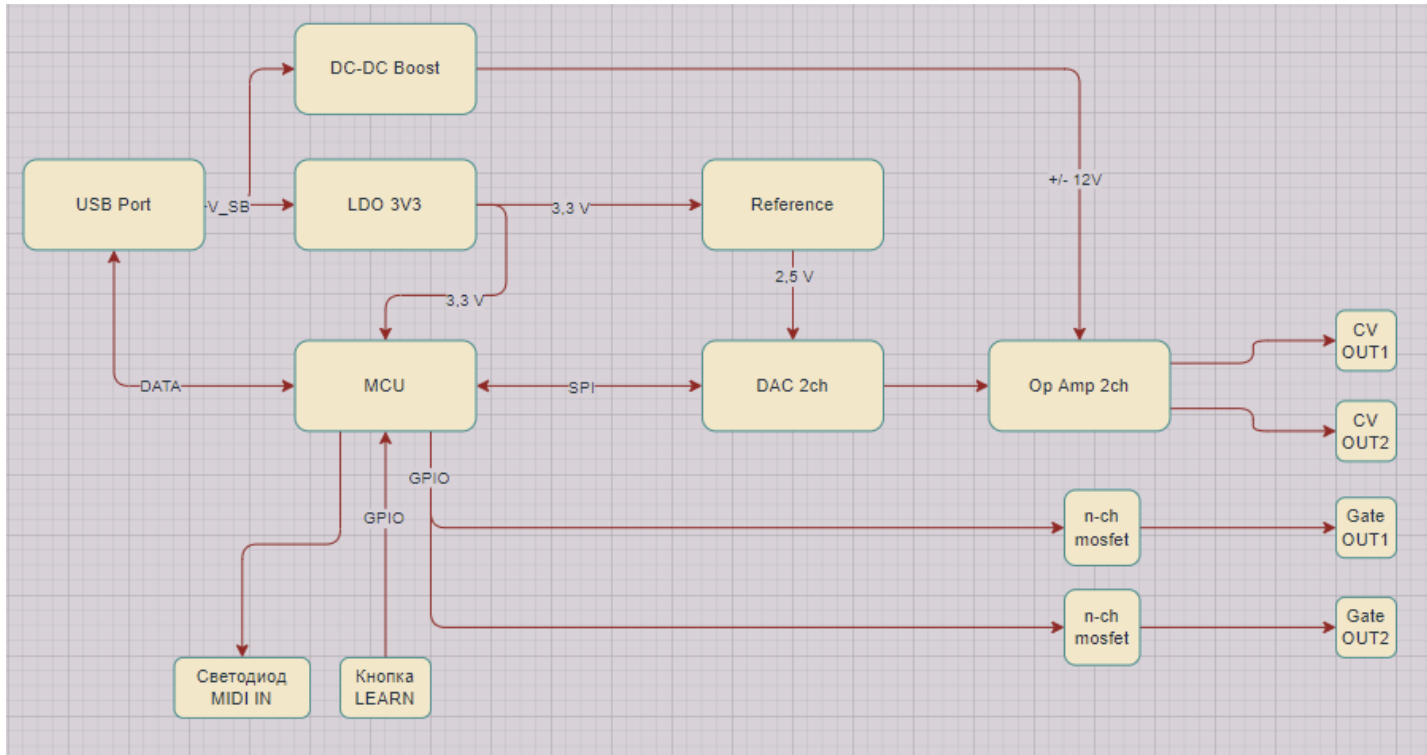 DC-DC Boost
USB Port
V_SB
LDO 3V3
3,3 V
Reference
+/- 12V
2,5 V
3,3 V
DATA
MCU
SPI
DAC 2ch
Op Amp 2ch
CV
OUT1
CV
OUT2
GPIO
GPIO
n-ch
mosfet
Gate
OUT1
n-ch
mosfet
Gate
OUT2
Светодиод
MIDI IN
Кнопка
LEARN